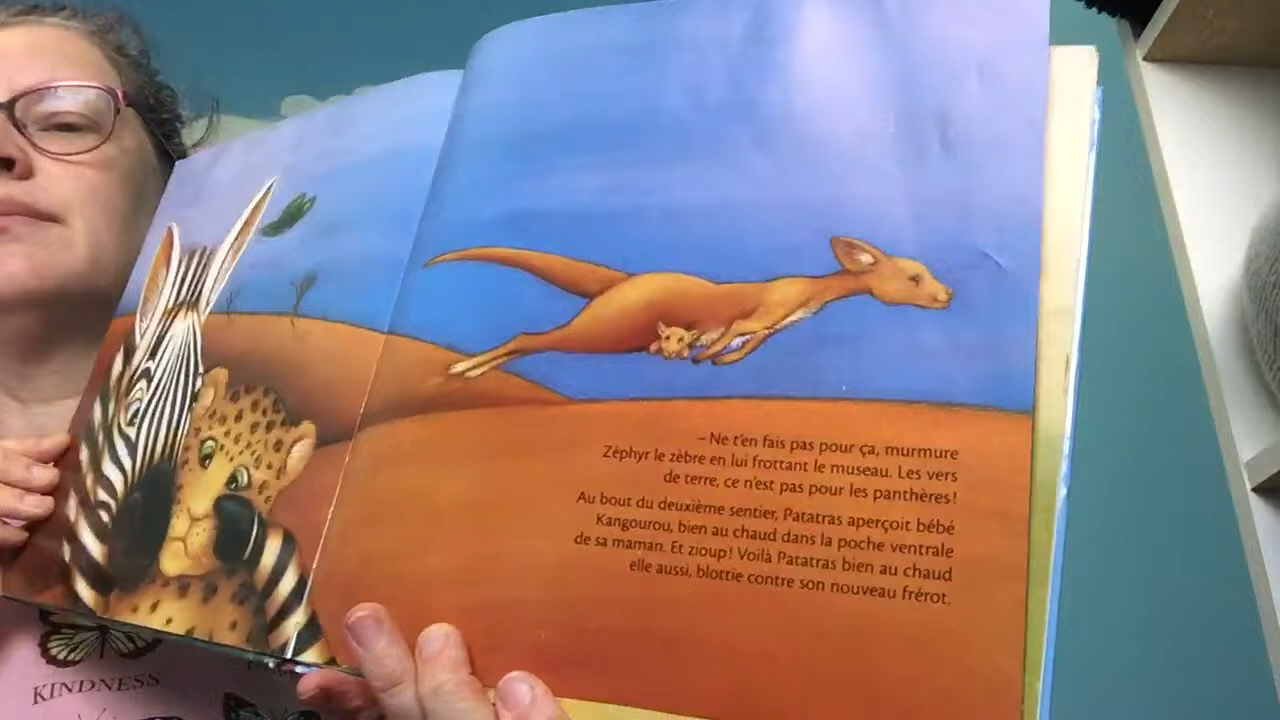 – Ne t'en fais pas pour ça, murmure
Zéphyr le zèbre en lui frottant le museau. Les vers
de terre, ce n'est pas pour les panthères !
Au bout du deuxième sentier, Patatras aperçoit bébé
Kangourou, bien au chaud dans la poche ventrale
de sa maman. Et zioup ! Voilà Patatras bien au chaud
elle aussi, blottie contre son nouveau frérot.
KINDNESS